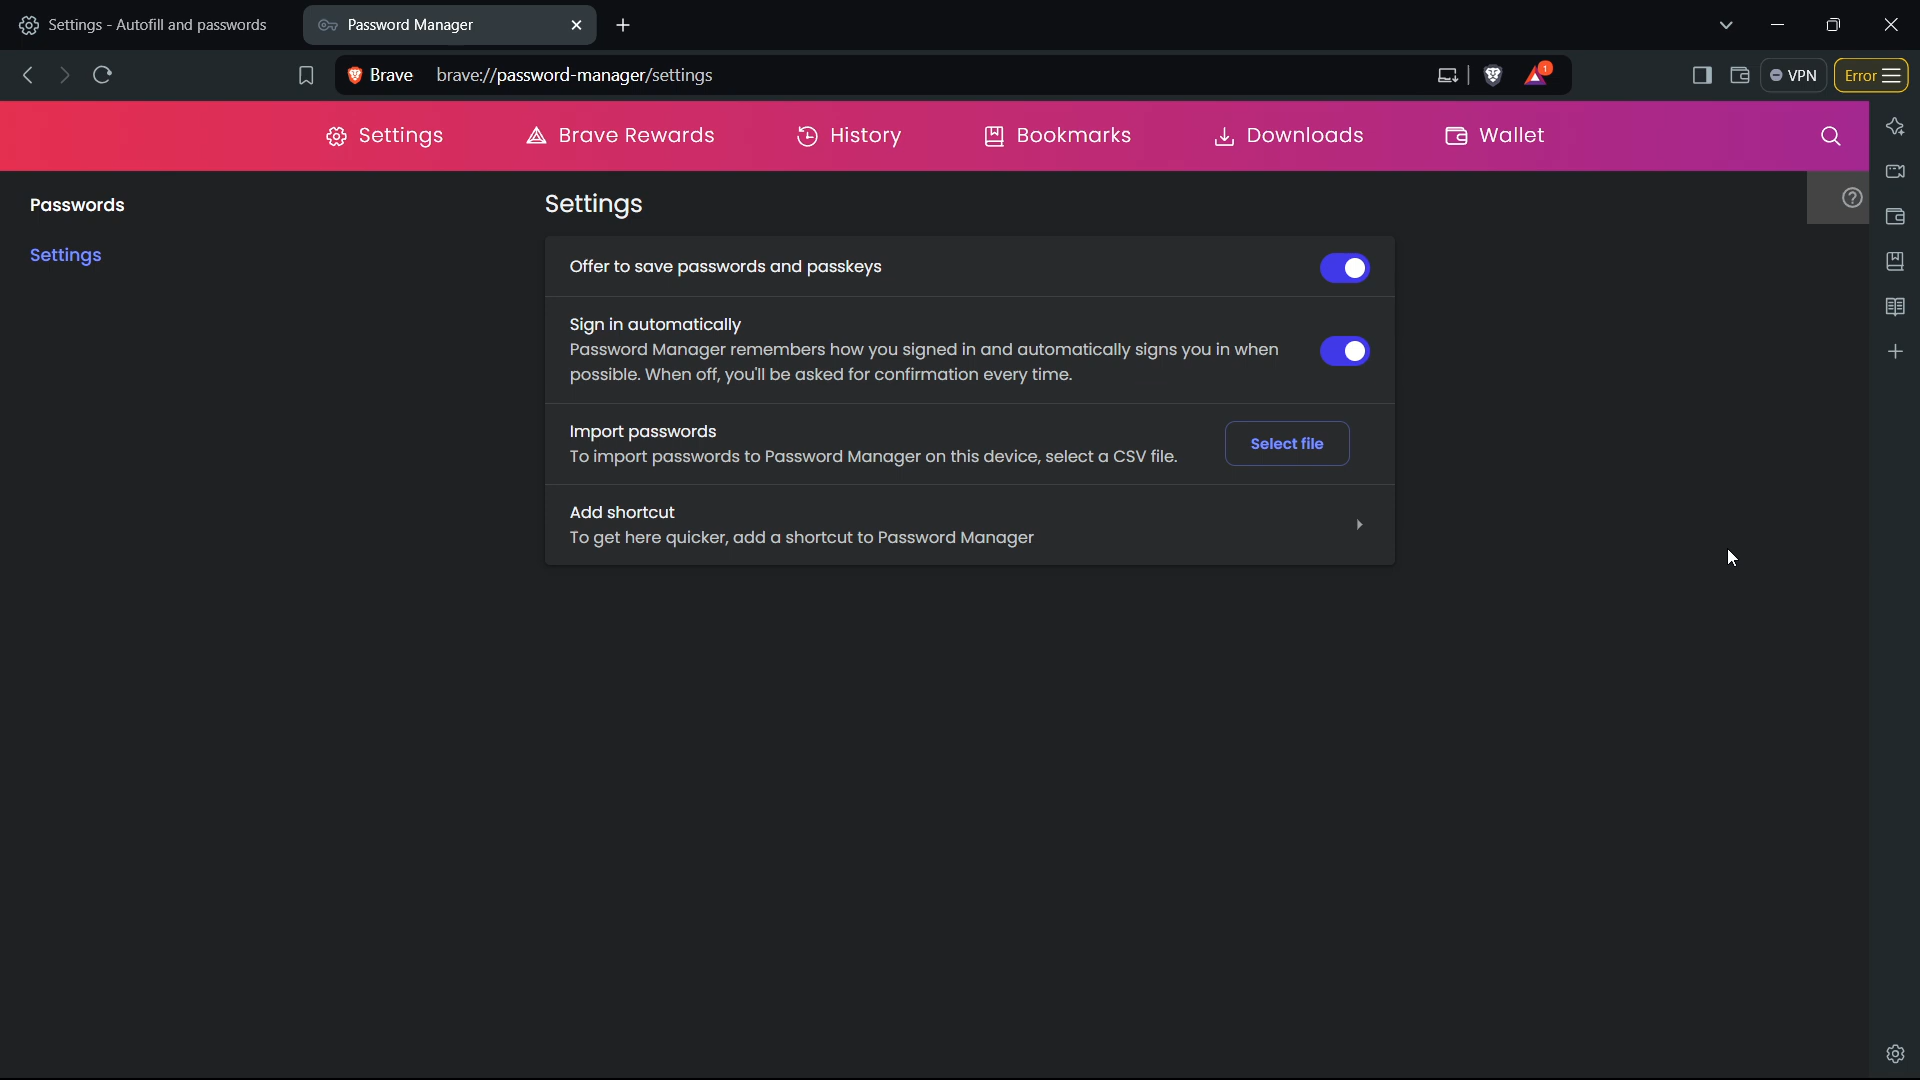 Settings - Autofill and passwords
Password Manager
Brave brave://password-manager/settings
1
VPN
Error
Settings
Brave Rewards
History
Bookmarks
Downloads
Wallet
Passwords
Settings
Settings
Offer to save passwords and passkeys
Sign in automatically
Password Manager remembers how you signed in and automatically signs you in when
possible. When off, you'll be asked for confirmation every time.
Import passwords
To import passwords to Password Manager on this device, select a CSV file.
Select file
Add shortcut
To get here quicker, add a shortcut to Password Manager